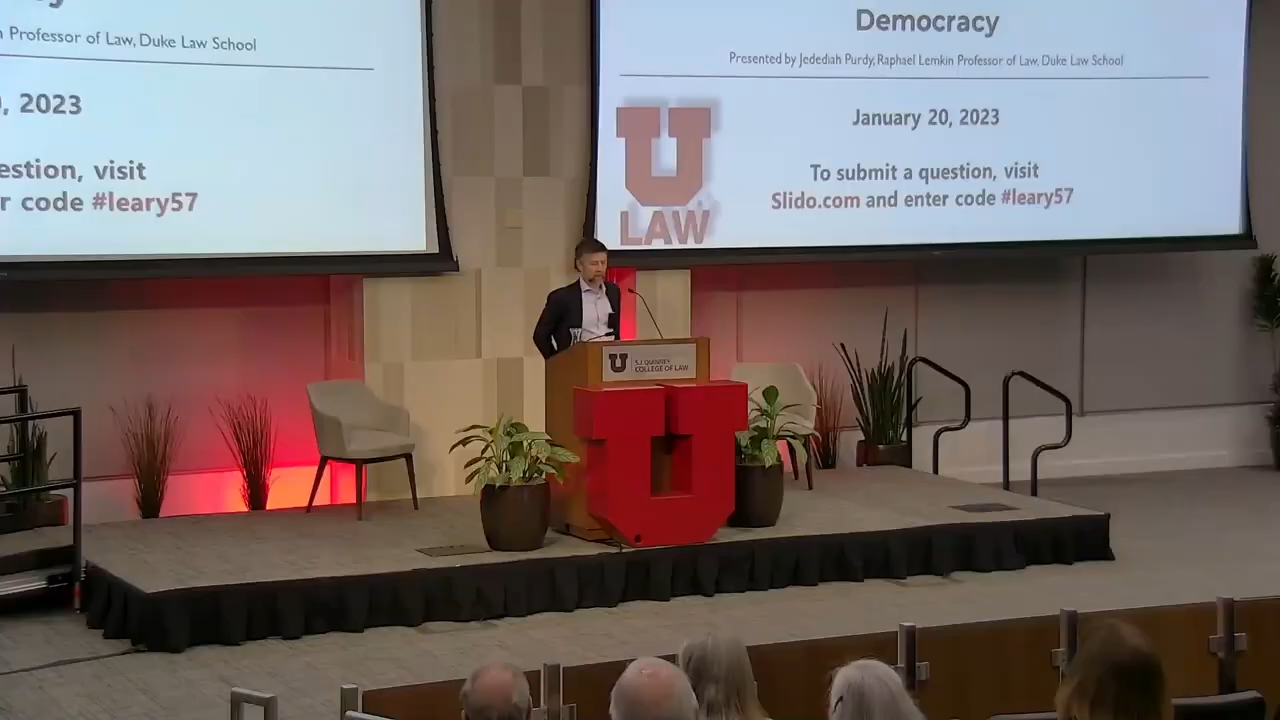 n Professor of Law, Duke Law School
, 2023
estion, visit
r code #leary57
Democracy
Presented by Jedediah Purdy, Raphael Lemkin Professor of Law, Duke Law School
January 20, 2023
To submit a question, visit
Slido.com and enter code #leary57
U
LAW
U
S.J. QUINNEY
COLLEGE OF LAW
U